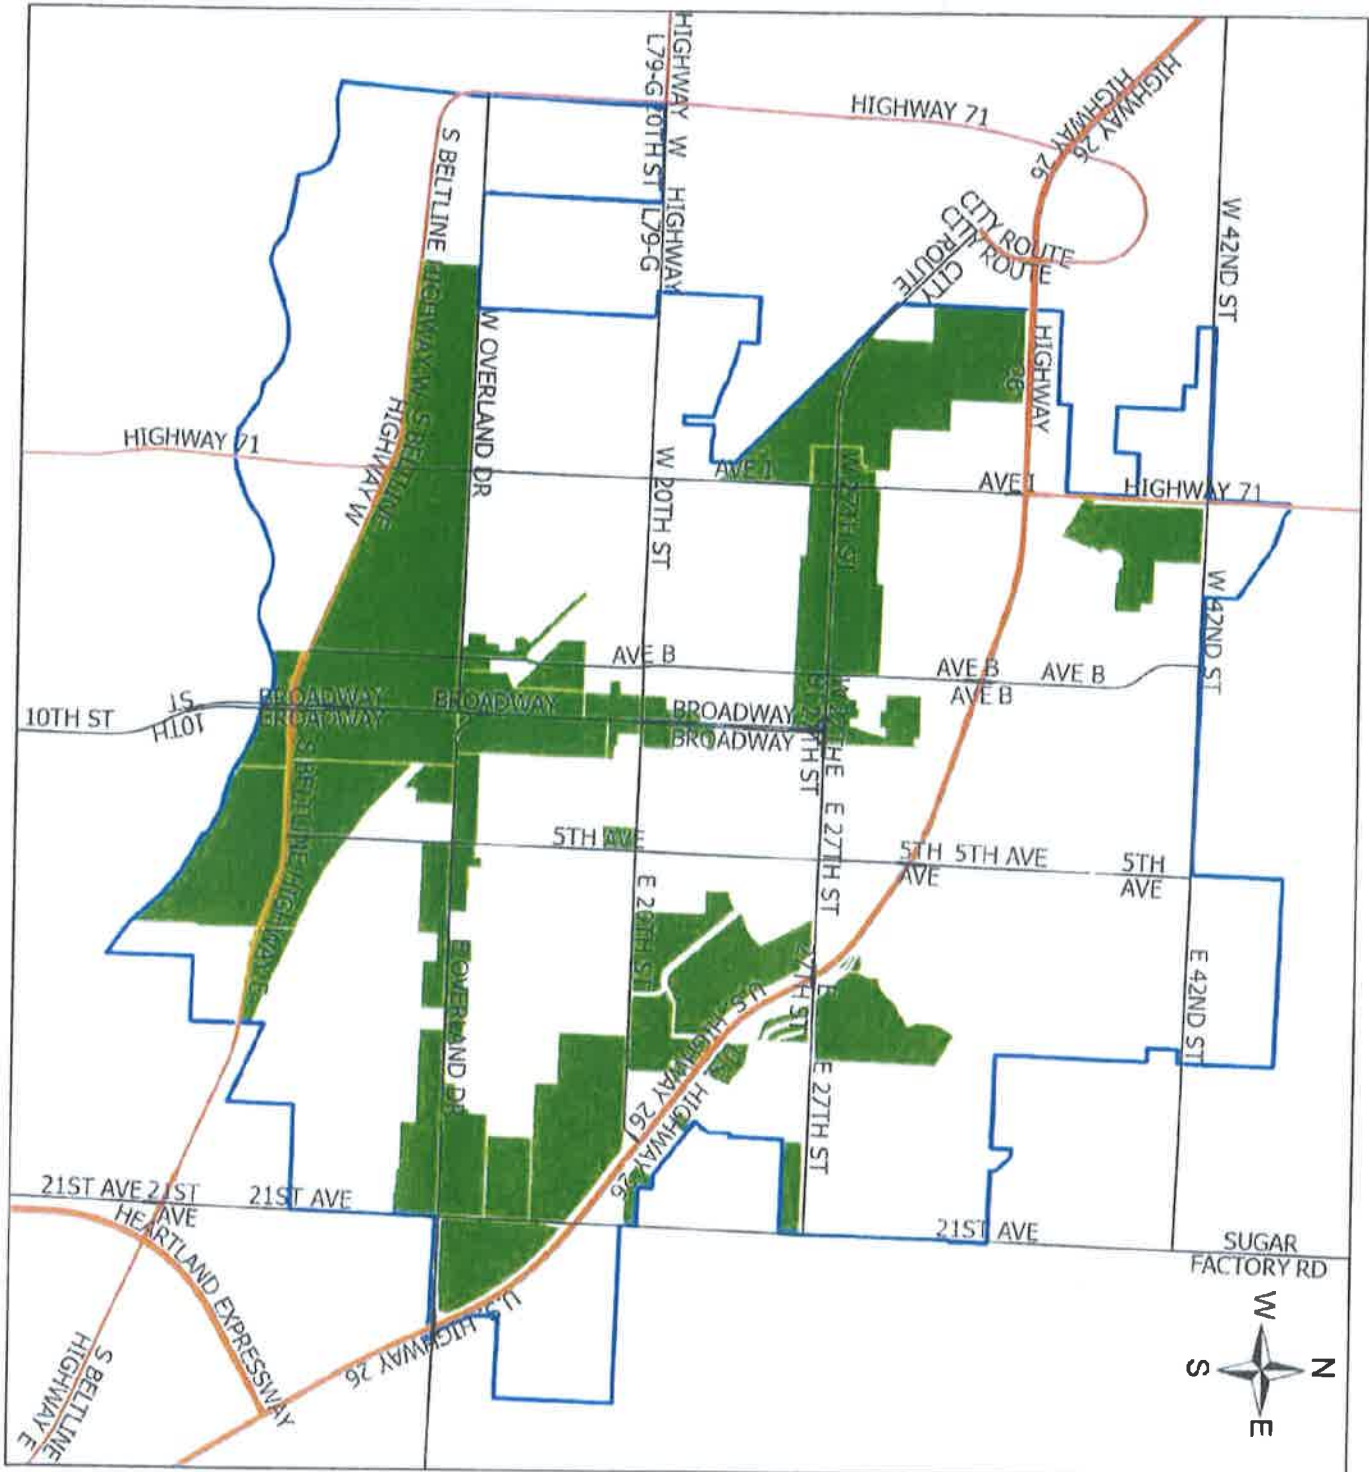 HIGHWAY 26
HIGHWAY 26
26
HIGHWAY 71
W 42ND ST
CITY ROUTE
CITY ROUTE
CITY
ROUTE
HIGHWAY W
L79-G 20TH ST
HIGHWAY
L79-G
S BELTLINE HIGHWAY W
S BELTLINE
HIGHWAY W
W OVERLAND DR
HIGHWAY
26
HIGHWAY 71
W 20TH ST
AVE I
W 27TH ST
AVE I
HIGHWAY 71
W 42ND ST
AVE B
AVE B
AVE B
AVE B
10TH ST
10TH
ST
BROADWAY
BROADWAY
BROADWAY
BROADWAY
BROADWAY
E 27TH ST
5TH AVE
5TH
AVE
5TH AVE
5TH
AVE
S BELTLINE HIGHWAY E
E OVERLAND DR
E 20TH ST
E
27TH ST
E 42ND ST
U.S. HIGHWAY 26
U.S. HIGHWAY 26
E 27TH ST
21ST AVE
21ST
AVE
21ST AVE
21ST AVE
SUGAR
FACTORY RD
HEARTLAND EXPRESSWAY
U.S. HIGHWAY 26
S BELTLINE
HIGHWAY E
N
W
E
S